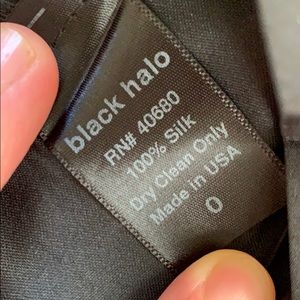 black halo
RN# 40680
100% Silk
Dry Clean Only
Made in USA
0